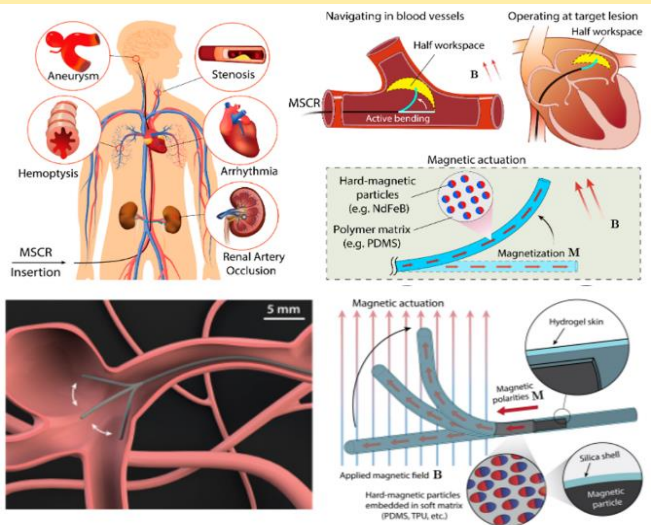 Aneurysm
Stenosis
Hemoptysis
Arrhythmia
Renal Artery
Occlusion
MSCR
Insertion
Navigating in blood vessels
Half workspace
B
MSCR
Active bending
Operating at target lesion
Half workspace
Magnetic actuation
Hard-magnetic
particles
(e.g. NdFeB)
Polymer matrix
(e.g. PDMS)
B
Magnetization M
5 mm
Magnetic actuation
Hydrogel skin
Magnetic
polarities M
Applied magnetic field B
Hard-magnetic particles
embedded in soft matrix
(PDMS, TPU, etc.)
Silica shell
Magnetic
particle